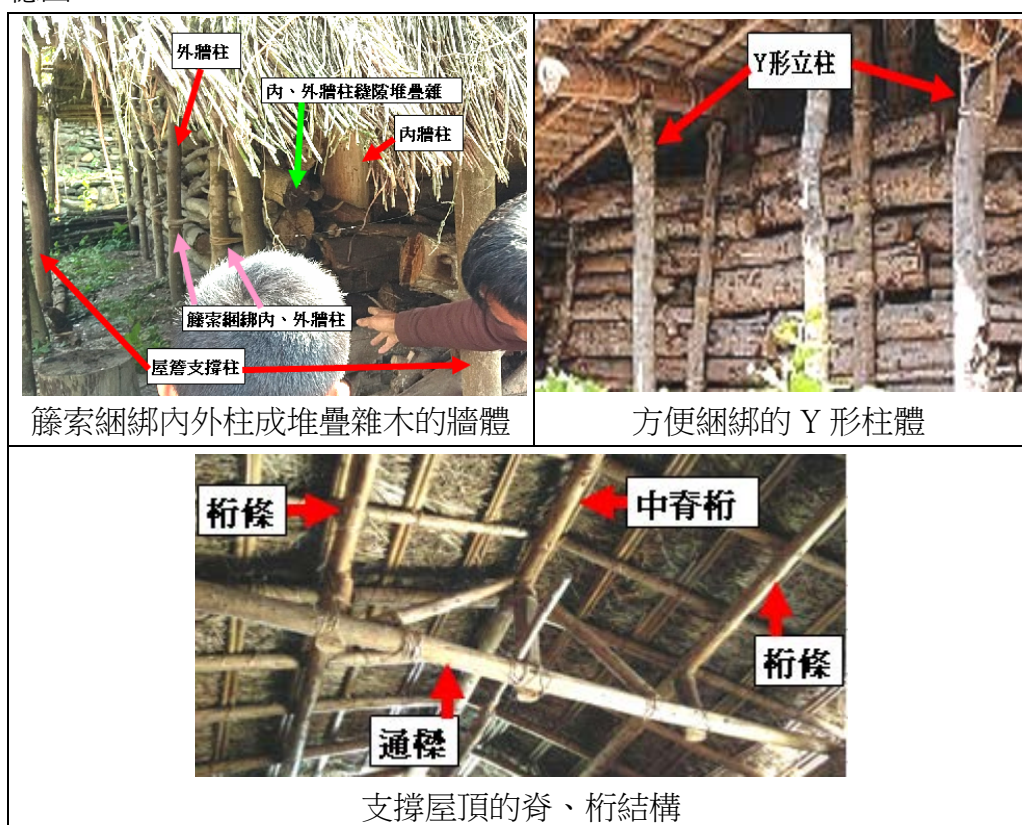 外牆柱
內、外牆柱縫隙堆疊雜
內牆柱
籐索綑綁內、外牆柱
屋簷支撐柱
籐索綑綁內外柱成堆疊雜木的牆體
Y形立柱
方便綑綁的 Y 形柱體
桁條
中脊桁
桁條
通樑
支撐屋頂的脊、桁結構